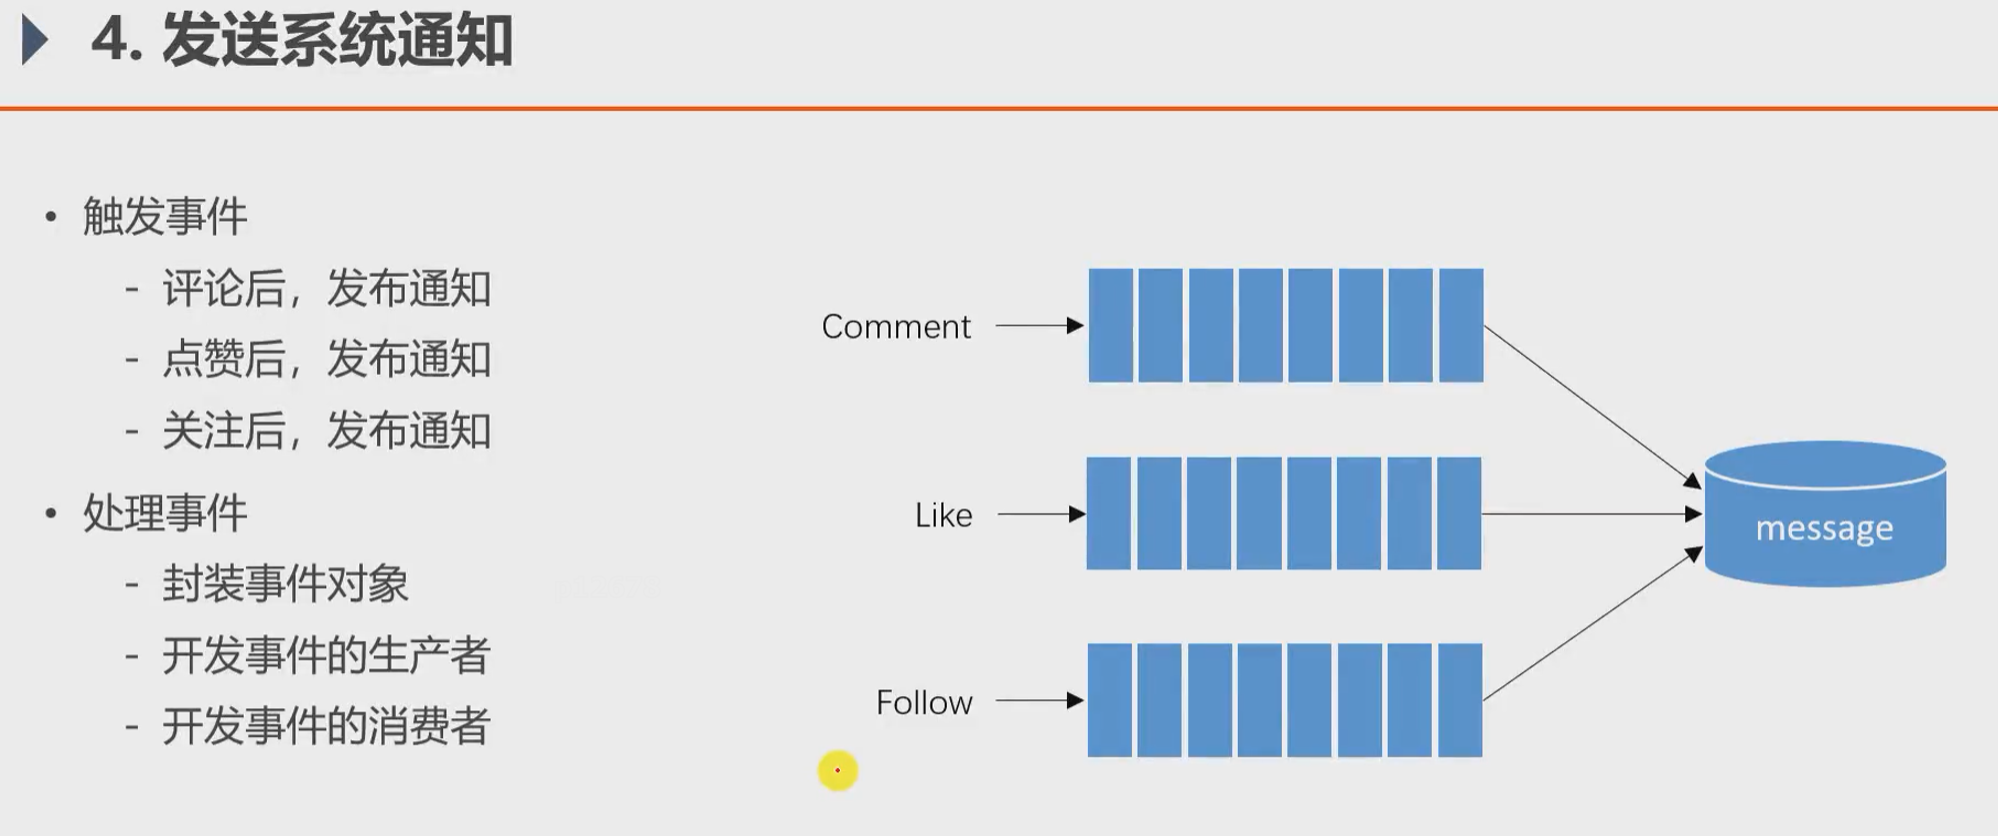 4. 发送系统通知
• 触发事件
- 评论后，发布通知
- 点赞后，发布通知
- 关注后，发布通知
• 处理事件
- 封装事件对象
- 开发事件的生产者
- 开发事件的消费者
Comment
Like
Follow
message